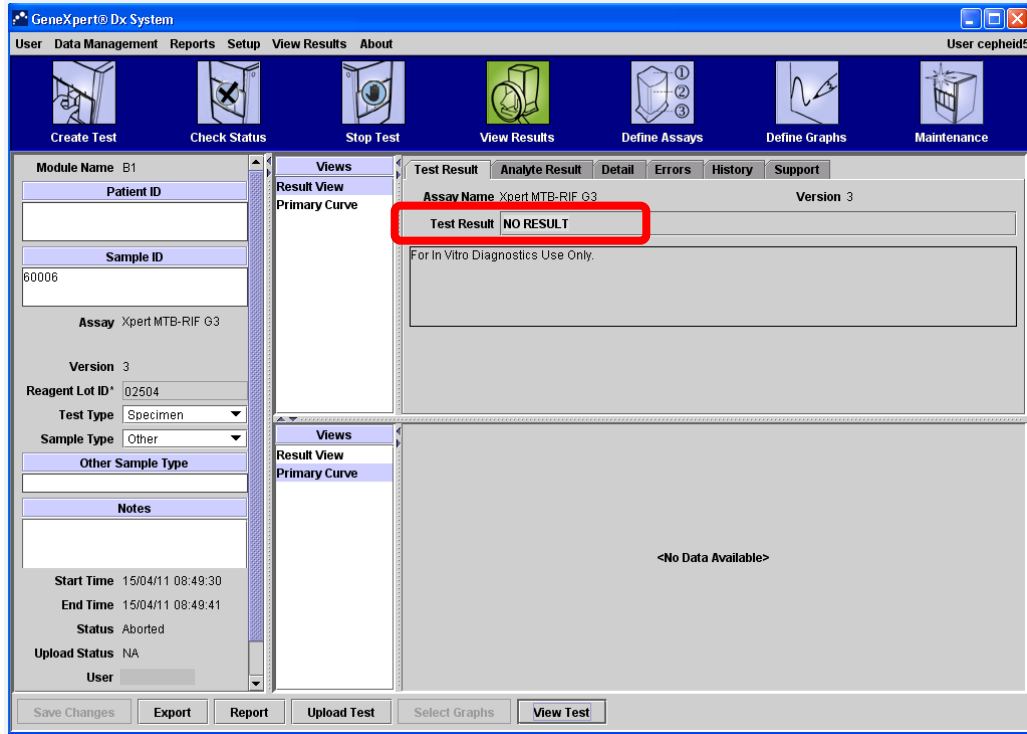 GeneXpert® Dx System
User Data Management Reports Setup View Results About User cepheid5
Create Test Check Status Stop Test View Results Define Assays Define Graphs Maintenance
Module Name B1
Patient ID
Sample ID
60006
Assay Xpert MTB-RIF G3
Version 3
Reagent Lot ID* 02504
Test Type Specimen
Sample Type Other
Other Sample Type
Notes
Start Time 15/04/11 08:49:30
End Time 15/04/11 08:49:41
Status Aborted
Upload Status NA
User
Views
Result View
Primary Curve
Test Result Analyte Result Detail Errors History Support
Assay Name Xpert MTB-RIF G3 Version 3
Test Result NO RESULT
For In Vitro Diagnostics Use Only.
Views
Result View
Primary Curve
<No Data Available>
Save Changes Export Report Upload Test Select Graphs View Test